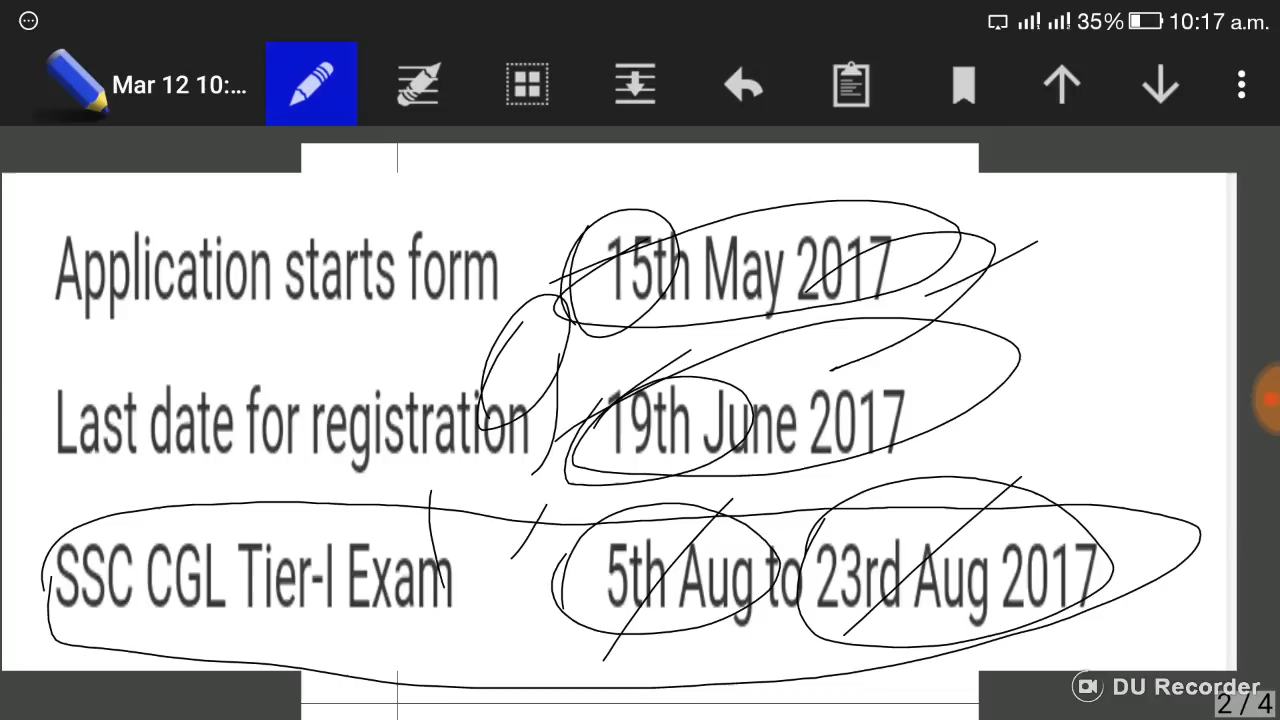 35% 10:17 a.m.
Mar 12 10:...
Application starts form 15th May 2017
Last date for registration 19th June 2017
SSC CGL Tier-I Exam 5th Aug to 23rd Aug 2017
DU Recorder
2 / 4